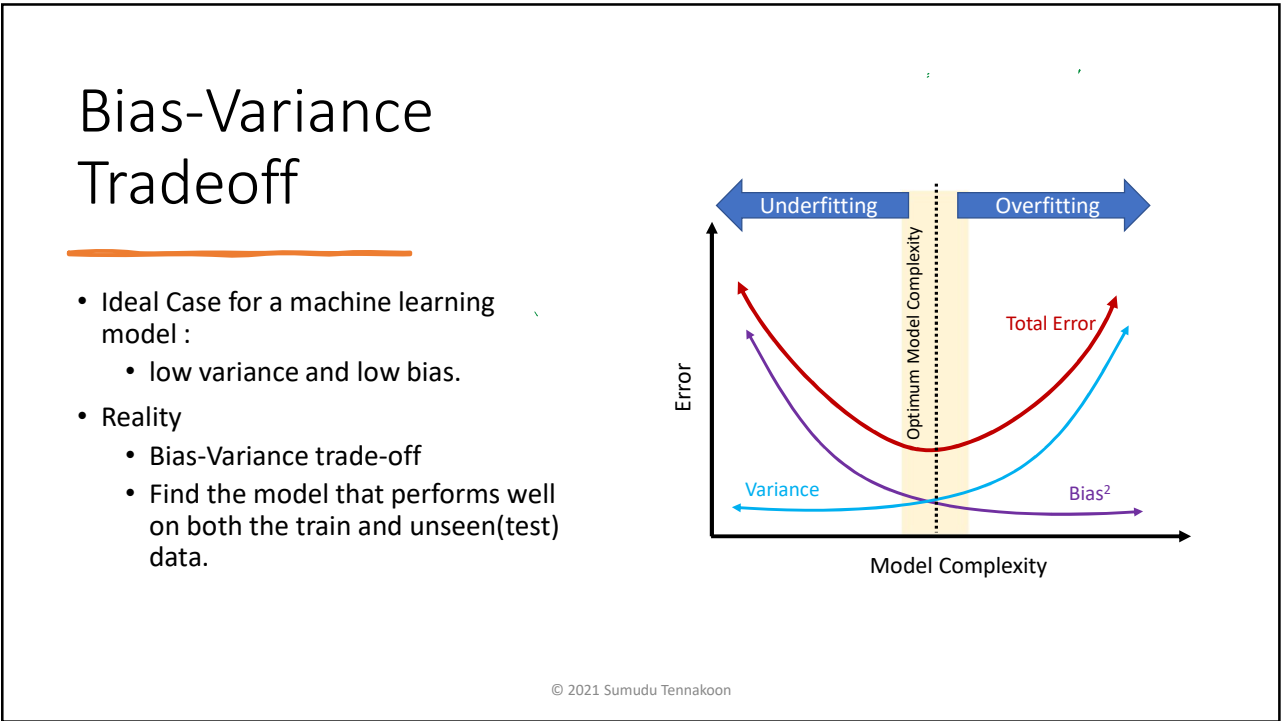 Bias-Variance
Tradeoff
• Ideal Case for a machine learning
model :
• low variance and low bias.
• Reality
• Bias-Variance trade-off
• Find the model that performs well
on both the train and unseen(test)
data.
Underfitting
Overfitting
Optimum Model Complexity
Total Error
Error
Variance
Bias²
Model Complexity
© 2021 Sumudu Tennakoon